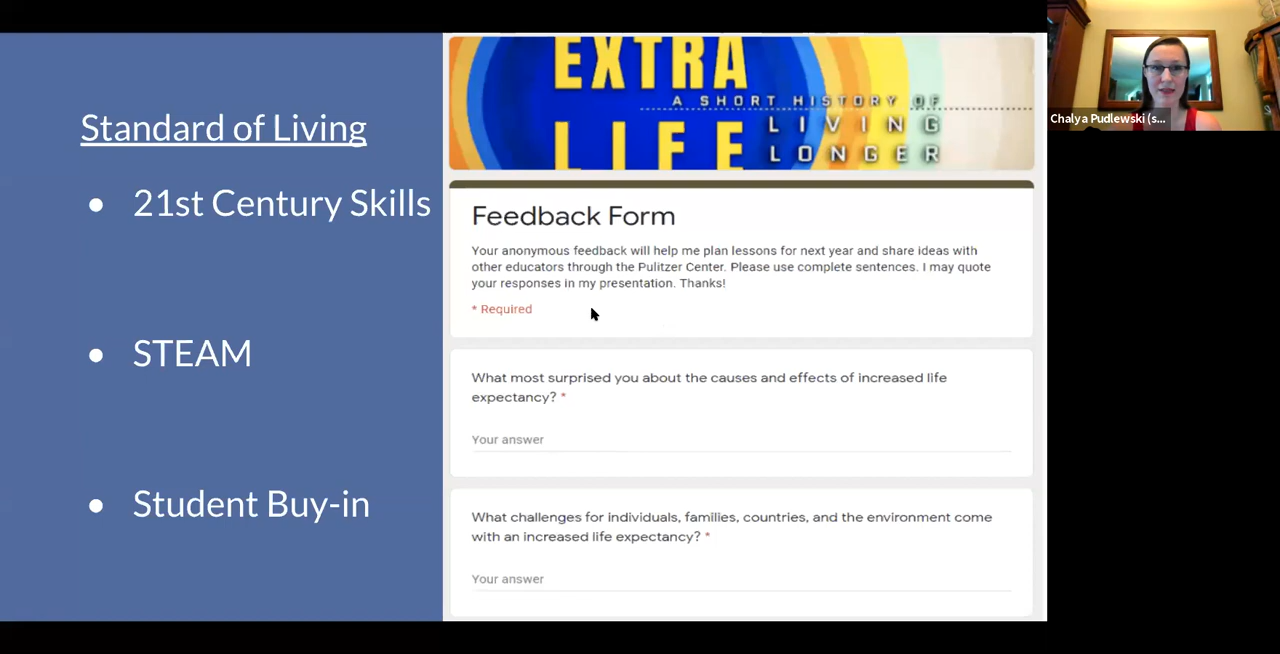 Standard of Living
● 21st Century Skills
● STEAM
● Student Buy-in
EXTRA
A SHORT HISTORY OF
LIFE
LIVING
LONGER
Feedback Form
Your anonymous feedback will help me plan lessons for next year and share ideas with
other educators through the Pulitzer Center. Please use complete sentences. I may quote
your responses in my presentation. Thanks!
* Required
What most surprised you about the causes and effects of increased life
expectancy? *
Your answer
What challenges for individuals, families, countries, and the environment come
with an increased life expectancy? *
Your answer
Chalya Pudlewski (s...